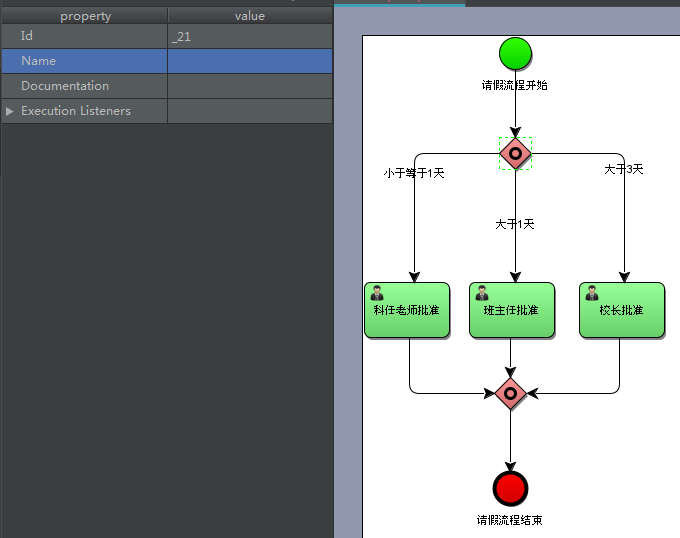 property value
Id _21
Name
Documentation
Execution Listeners
请假流程开始
小于等于1天
大于3天
大于1天
科任老师批准
班主任批准
校长批准
请假流程结束